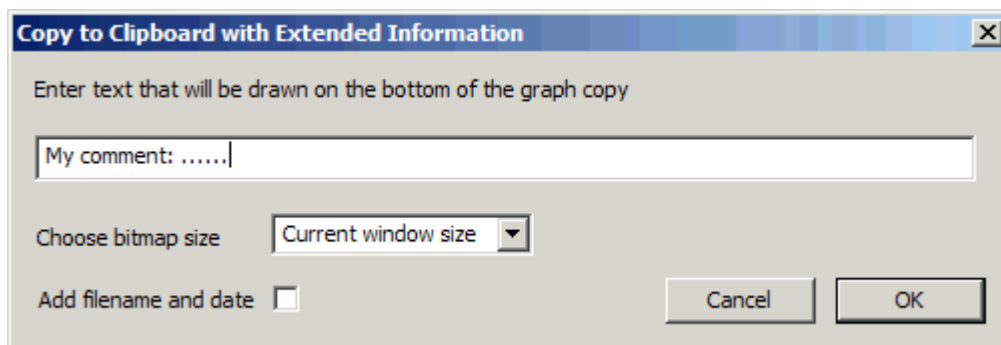 Copy to Clipboard with Extended Information
Enter text that will be drawn on the bottom of the graph copy
My comment: ......
Choose bitmap size Current window size
Add filename and date Cancel OK